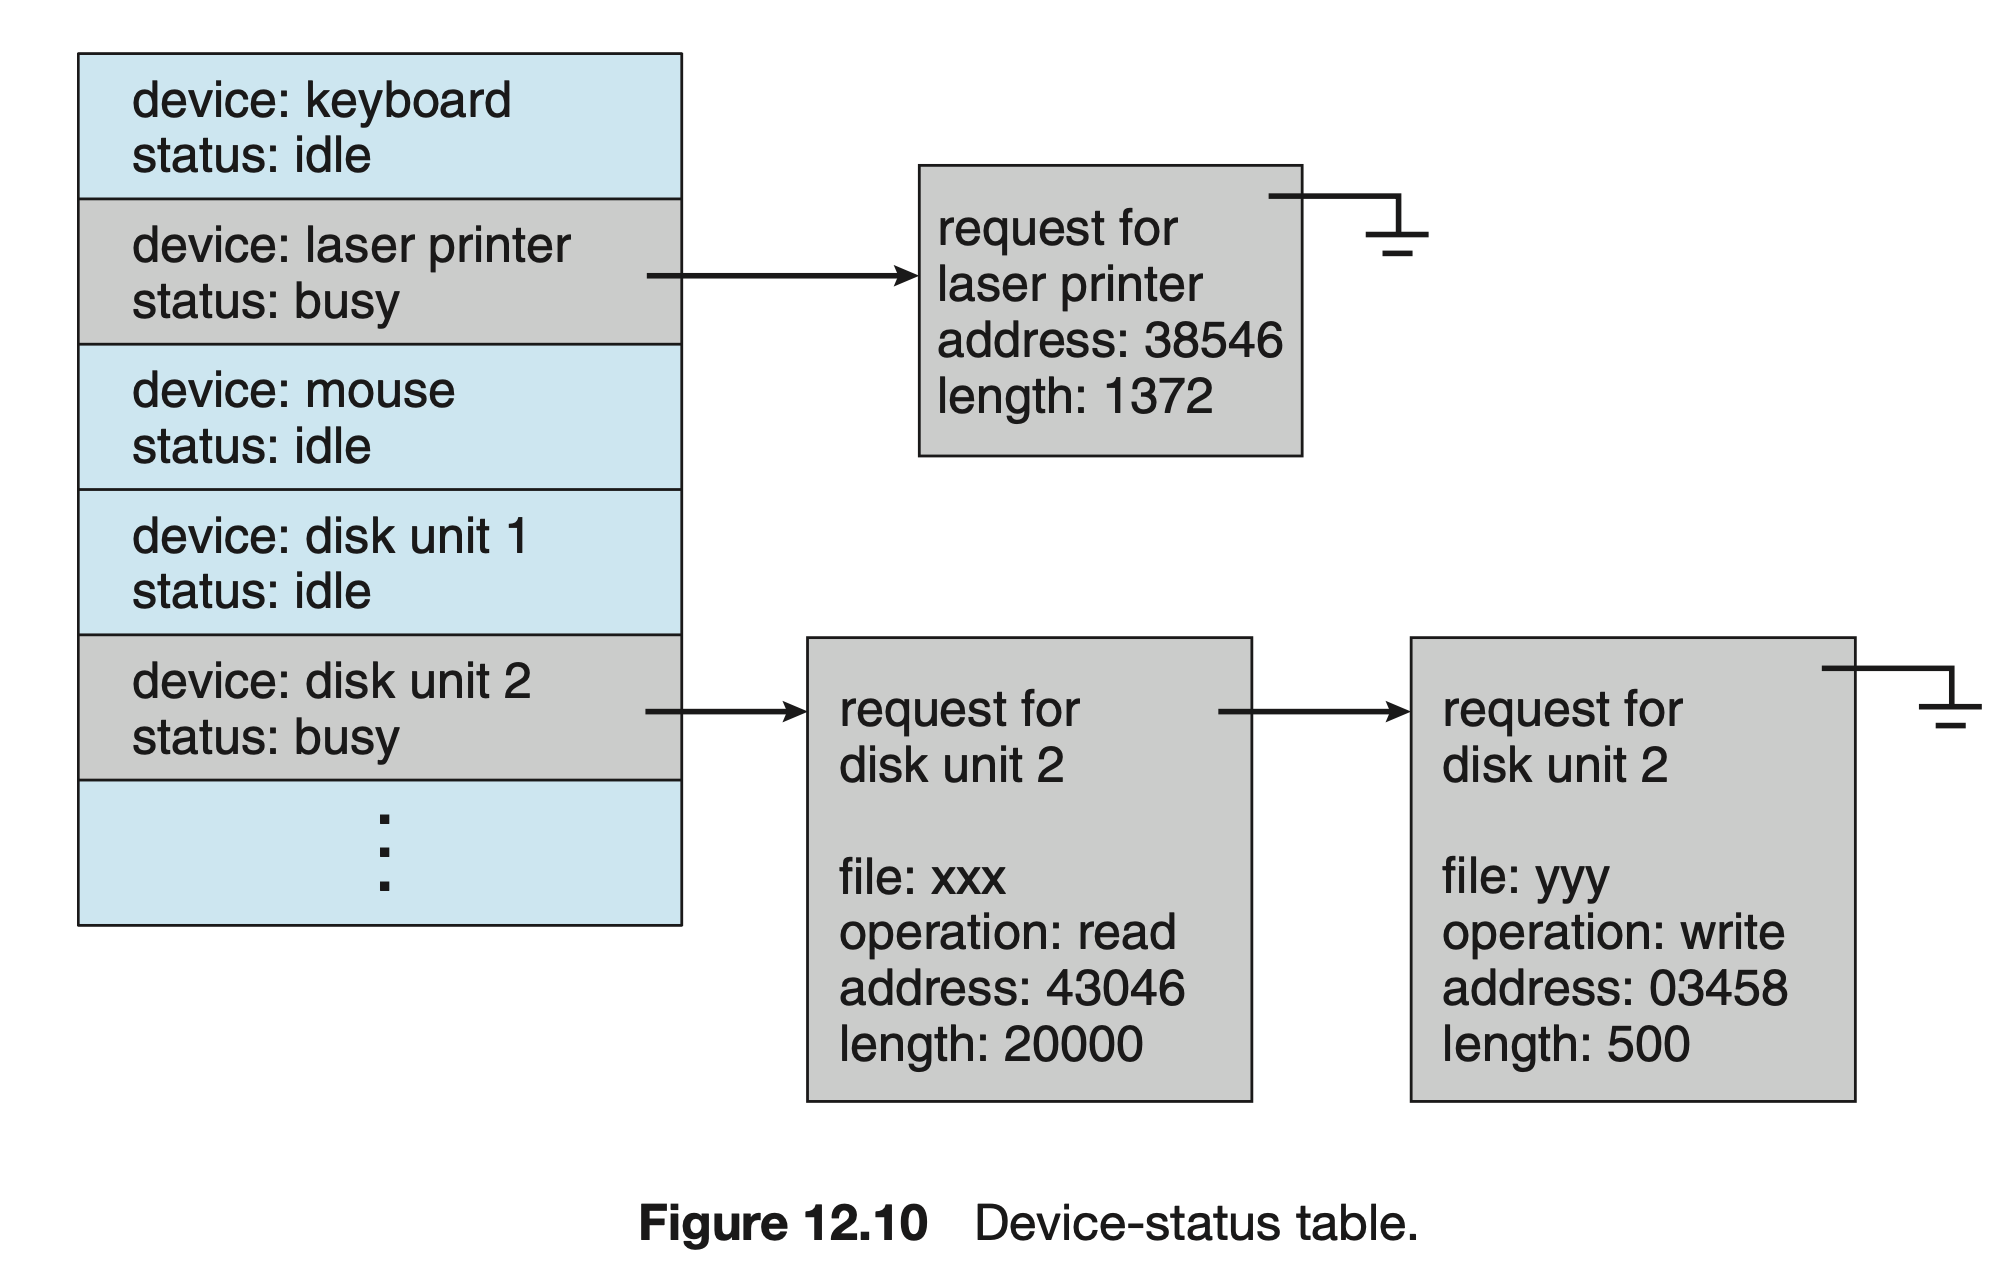 device: keyboard
status: idle
device: laser printer
status: busy
device: mouse
status: idle
device: disk unit 1
status: idle
device: disk unit 2
status: busy
request for
laser printer
address: 38546
length: 1372
request for
disk unit 2
file: xxx
operation: read
address: 43046
length: 20000
request for
disk unit 2
file: yyy
operation: write
address: 03458
length: 500
Figure 12.10 Device-status table.